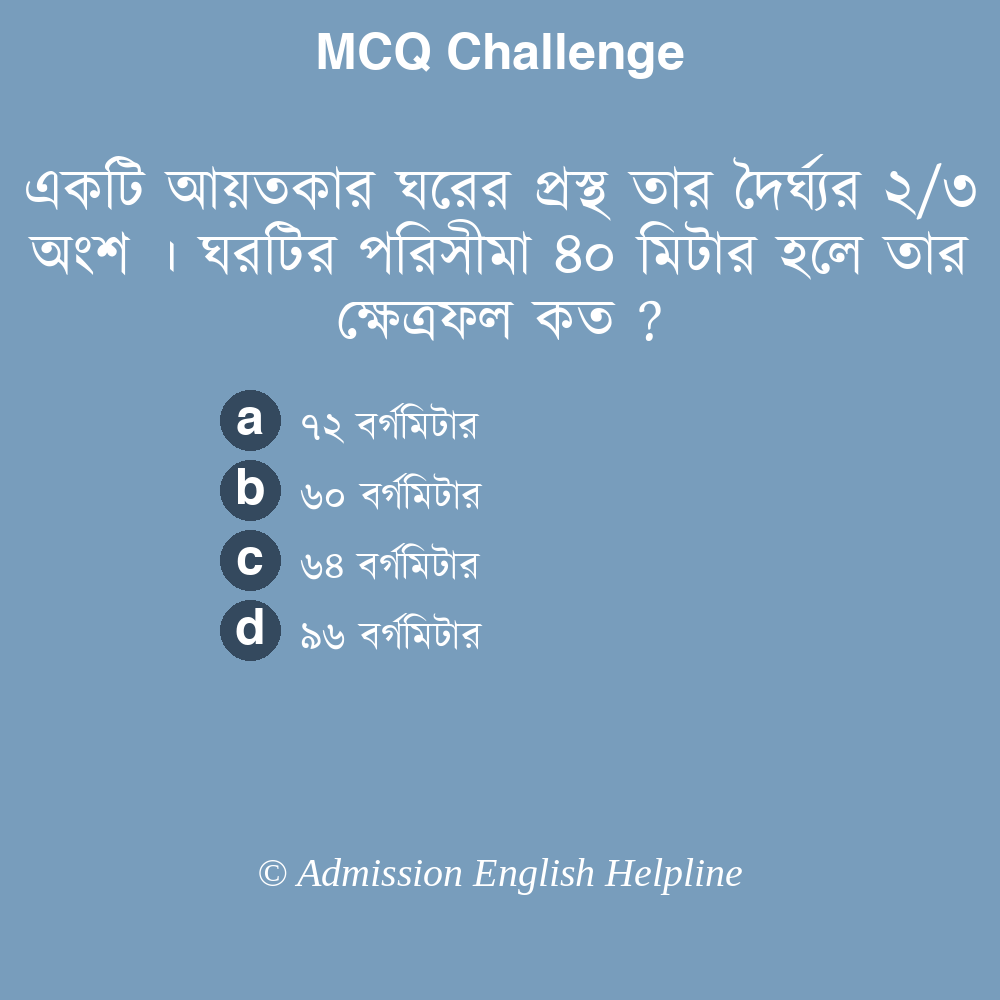 MCQ Challenge
একটি আয়তকার ঘরের প্রস্থ তার দৈর্ঘ্যর ২/৩
অংশ । ঘরটির পরিসীমা ৪০ মিটার হলে তার
ক্ষেত্রফল কত ?
a ৭২ বর্গমিটার
b ৬০ বর্গমিটার
c ৬৪ বর্গমিটার
d ৯৬ বর্গমিটার
© Admission English Helpline